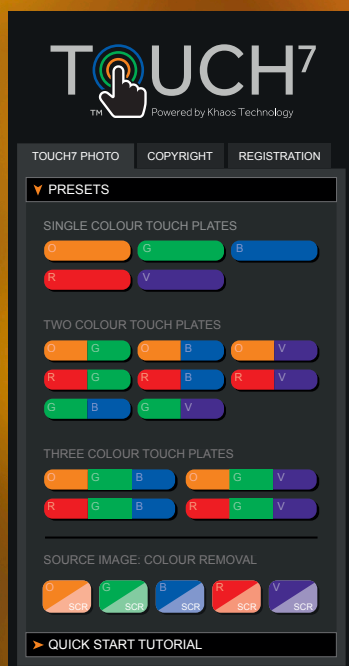 TOUCH7
TM Powered by Khaos Technology
TOUCH7 PHOTO COPYRIGHT REGISTRATION
PRESETS
SINGLE COLOUR TOUCH PLATES
O G B
R V
TWO COLOUR TOUCH PLATES
O G O B O V
R G R B R V
G B G V
THREE COLOUR TOUCH PLATES
O G B O G V
R G B R G V
SOURCE IMAGE: COLOUR REMOVAL
O G B R V
SCR SCR SCR SCR SCR
QUICK START TUTORIAL